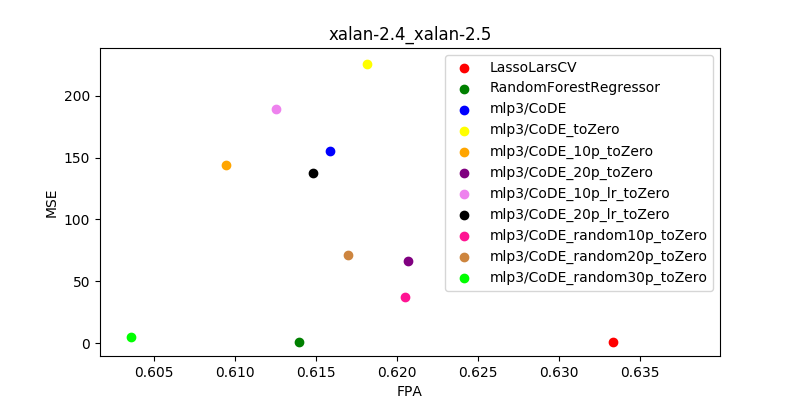 xalan-2.4_xalan-2.5
LassoLarsCV
RandomForestRegressor
mlp3/CoDE
mlp3/CoDE_toZero
mlp3/CoDE_10p_toZero
mlp3/CoDE_20p_toZero
mlp3/CoDE_10p_lr_toZero
mlp3/CoDE_20p_lr_toZero
mlp3/CoDE_random10p_toZero
mlp3/CoDE_random20p_toZero
mlp3/CoDE_random30p_toZero
MSE
200
150
100
50
0
0.605 0.610 0.615 0.620 0.625 0.630 0.635
FPA